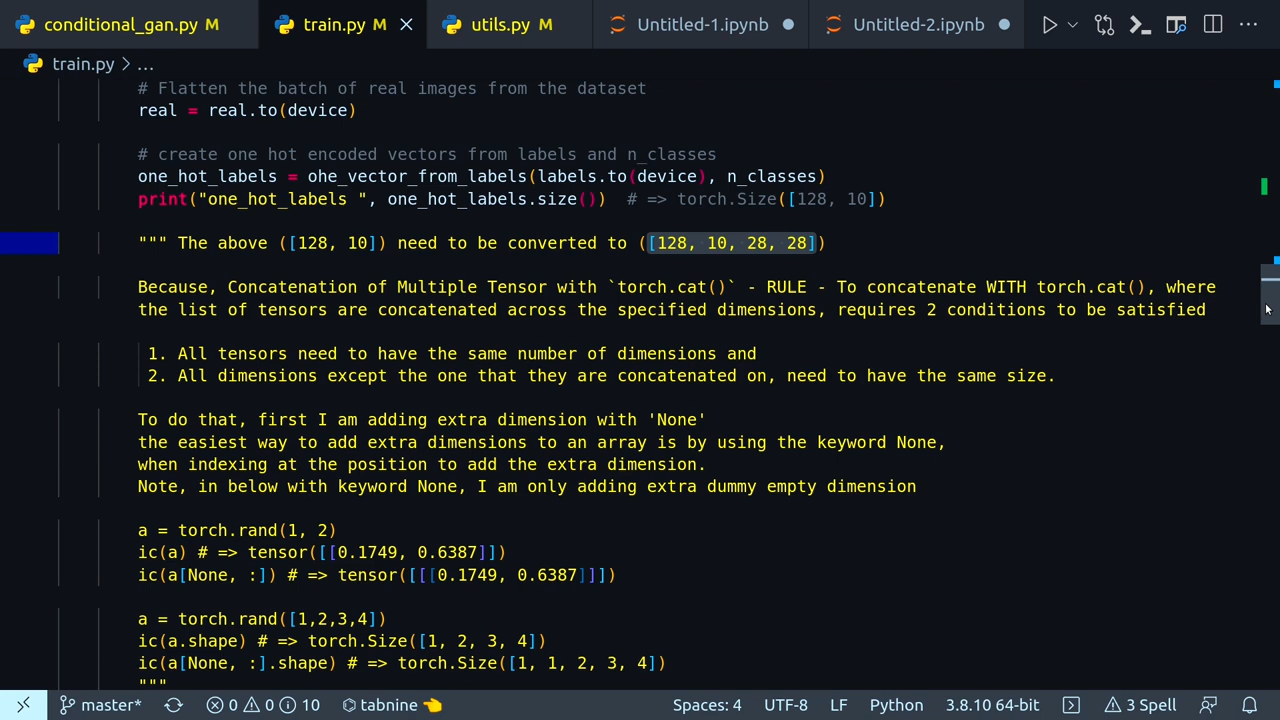 conditional_gan.py M train.py M utils.py M Untitled-1.ipynb Untitled-2.ipynb
train.py > ...
# Flatten the batch of real images from the dataset
real = real.to(device)
# create one hot encoded vectors from labels and n_classes
one_hot_labels = ohe_vector_from_labels(labels.to(device), n_classes)
print("one_hot_labels ", one_hot_labels.size())  # => torch.Size([128, 10])
""" The above ([128, 10]) need to be converted to ([128, 10, 28, 28])
Because, Concatenation of Multiple Tensor with `torch.cat()` - RULE - To concatenate WITH torch.cat(), where
the list of tensors are concatenated across the specified dimensions, requires 2 conditions to be satisfied
1. All tensors need to have the same number of dimensions and
2. All dimensions except the one that they are concatenated on, need to have the same size.
To do that, first I am adding extra dimension with 'None'
the easiest way to add extra dimensions to an array is by using the keyword None,
when indexing at the position to add the extra dimension.
Note, in below with keyword None, I am only adding extra dummy empty dimension
a = torch.rand(1, 2)
ic(a) # => tensor([[0.1749, 0.6387]])
ic(a[None, :]) # => tensor([[[0.1749, 0.6387]]])
a = torch.rand([1,2,3,4])
ic(a.shape) # => torch.Size([1, 2, 3, 4])
ic(a[None, :].shape) # => torch.Size([1, 1, 2, 3, 4])
"""
master* 0 0 10 tabnine Spaces: 4 UTF-8 LF Python 3.8.10 64-bit 3 Spell